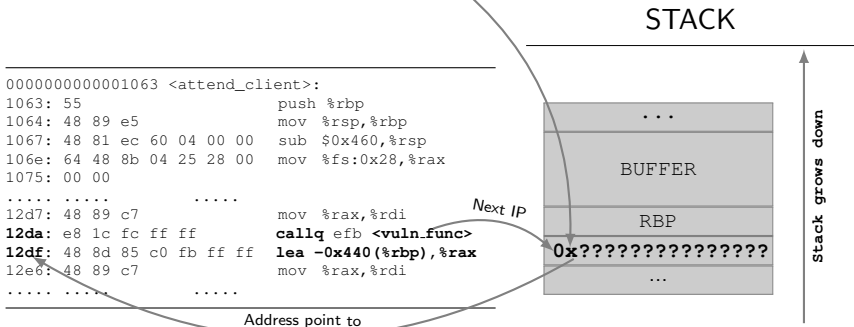 STACK
0000000000001063 <attend_client>:
1063: 55 push %rbp
1064: 48 89 e5 mov %rsp,%rbp
1067: 48 81 ec 60 04 00 00 sub $0x460,%rsp
106e: 64 48 8b 04 25 28 00 mov %fs:0x28,%rax
1075: 00 00
..... ..... .....
12d7: 48 89 c7 mov %rax,%rdi
12da: e8 1c fc ff ff callq efb <vuln_func>
12df: 48 8d 85 c0 fb ff ff lea -0x440(%rbp),%rax
12e6: 48 89 c7 mov %rax,%rdi
..... ..... .....
Next IP
Address point to
...
BUFFER
RBP
0x??????????????
...
Stack grows down